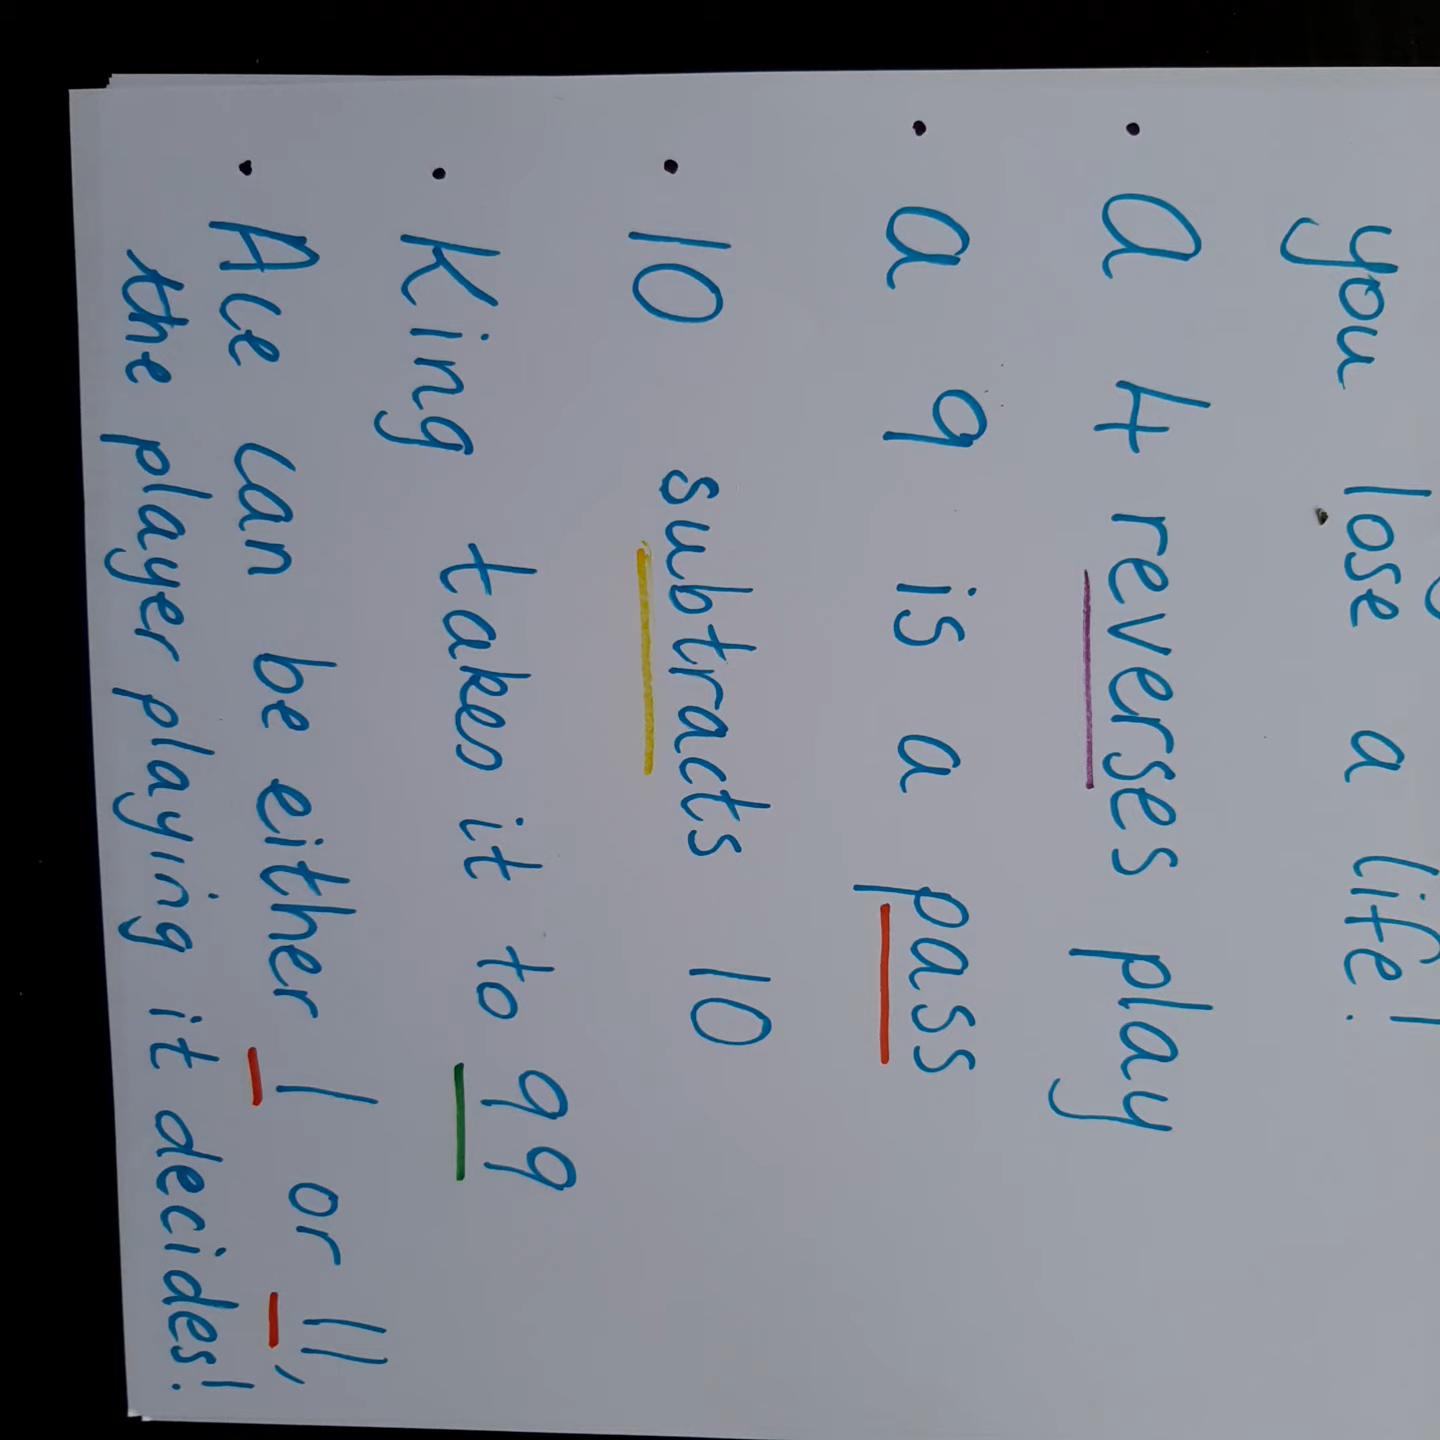 you lose a life!
• a 4 reverses play
• a 9 is a pass
• 10 subtracts 10
• King takes it to 99
• Ace can be either 1 or 11,
the player playing it decides!